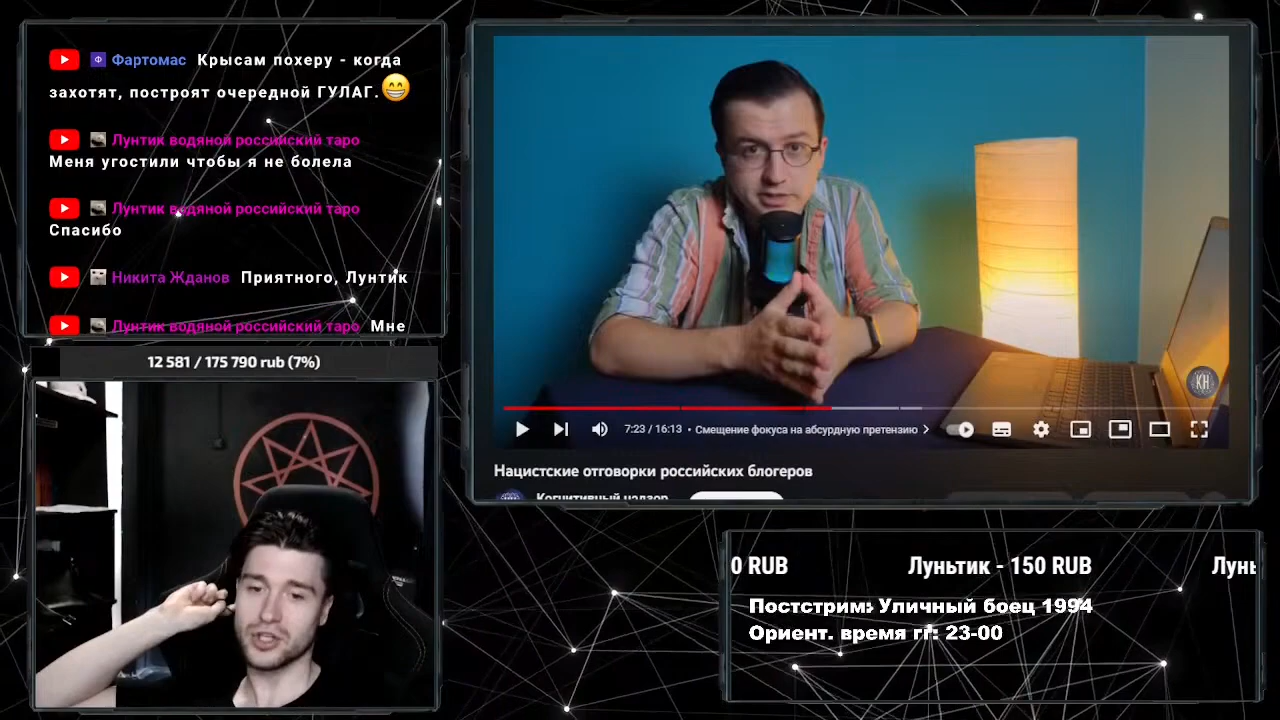 Фартомас Крысам похеру - когда
захотят, построят очередной ГУЛАГ.
Лунтик водяной российский таро
Меня угостили чтобы я не болела
Лунтик водяной российский таро
Спасибо
Никита Жданов Приятного, Лунтик
Лунтик водяной российский таро Мне
12 581 / 175 790 rub (7%)
7:23 / 16:13 • Смещение фокуса на абсурдную претензию
КН
Нацистские отговорки российских блогеров
Когнитивный надзор
0 RUB Луньтик - 150 RUB Лунь
Постстрим: Уличный боец 1994
Ориент. время гг: 23-00